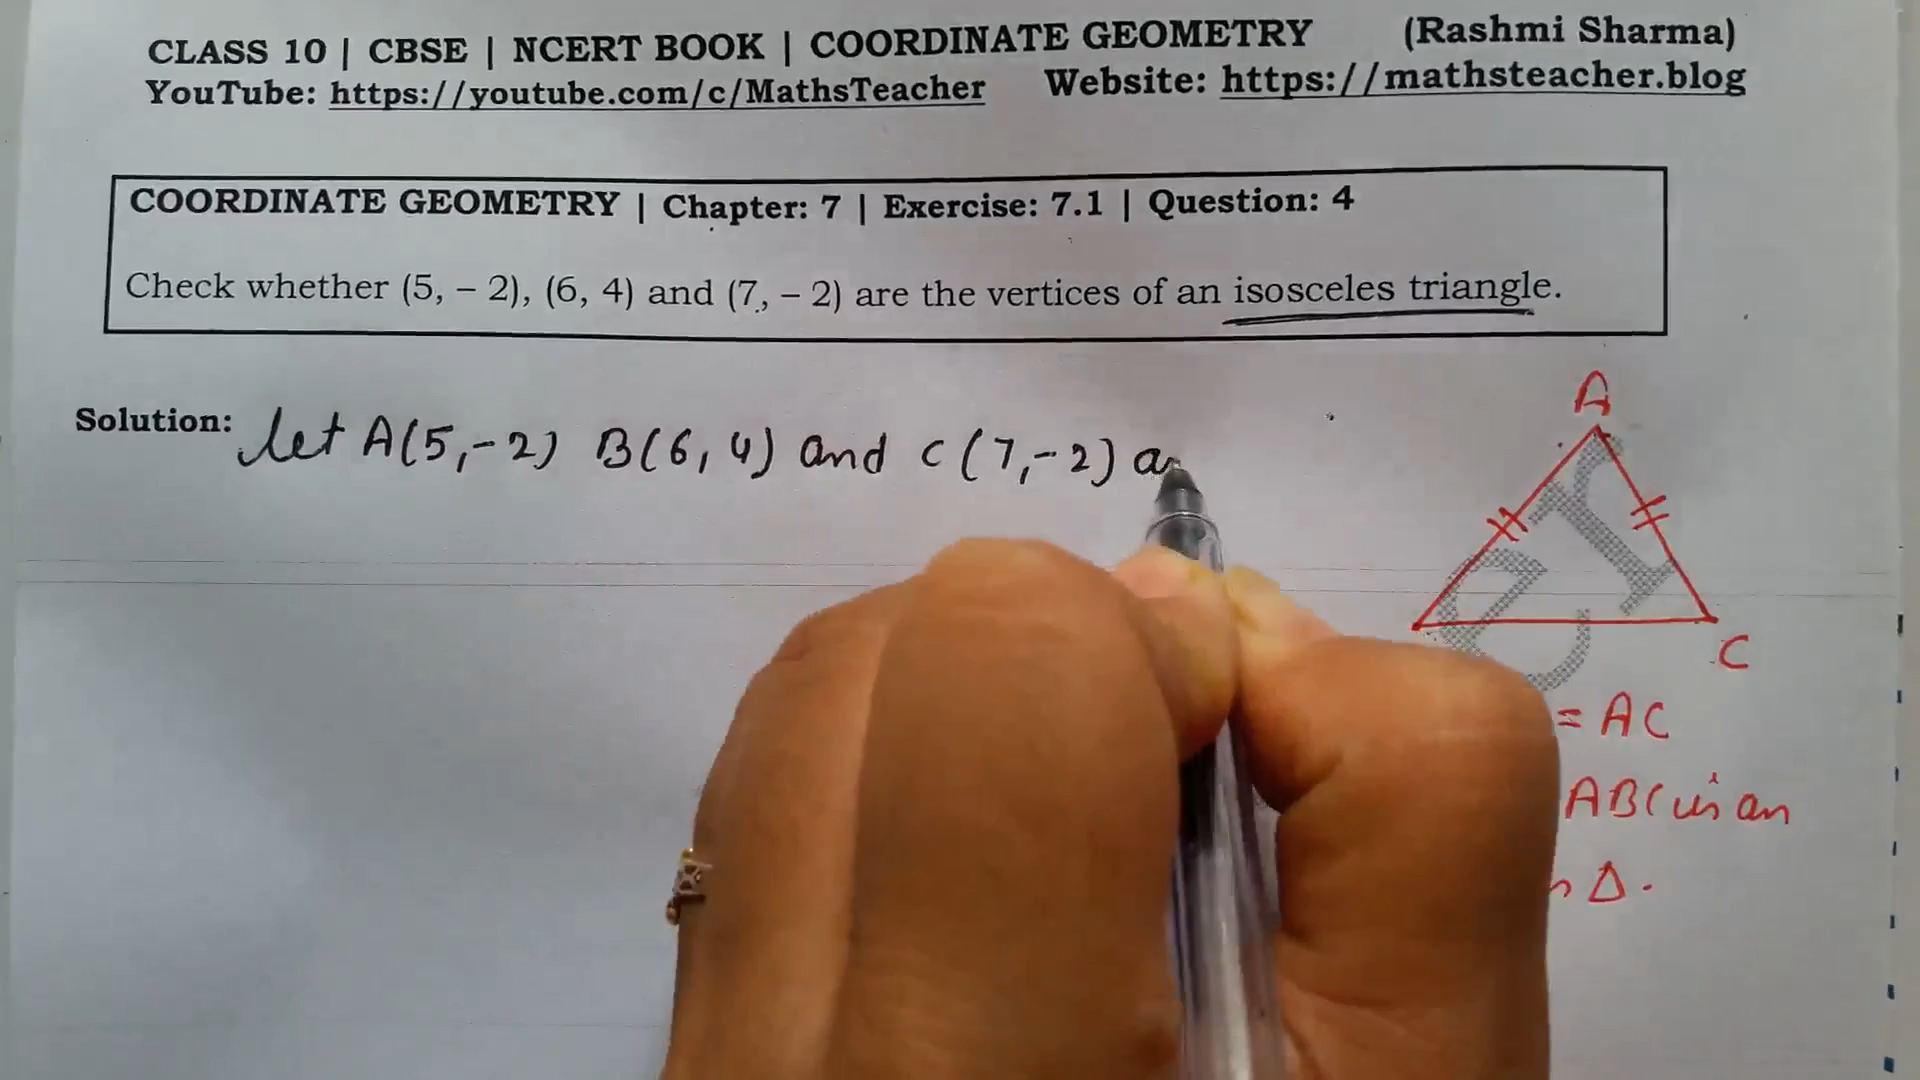 CLASS 10 | CBSE | NCERT BOOK | COORDINATE GEOMETRY (Rashmi Sharma)
YouTube: https://youtube.com/c/MathsTeacher Website: https://mathsteacher.blog
COORDINATE GEOMETRY | Chapter: 7 | Exercise: 7.1 | Question: 4
Check whether (5, – 2), (6, 4) and (7, – 2) are the vertices of an isosceles triangle.
A
Solution: let A(5,-2) B(6, 4) and C(7,-2)
C
= AC
ABC is an
Δ.